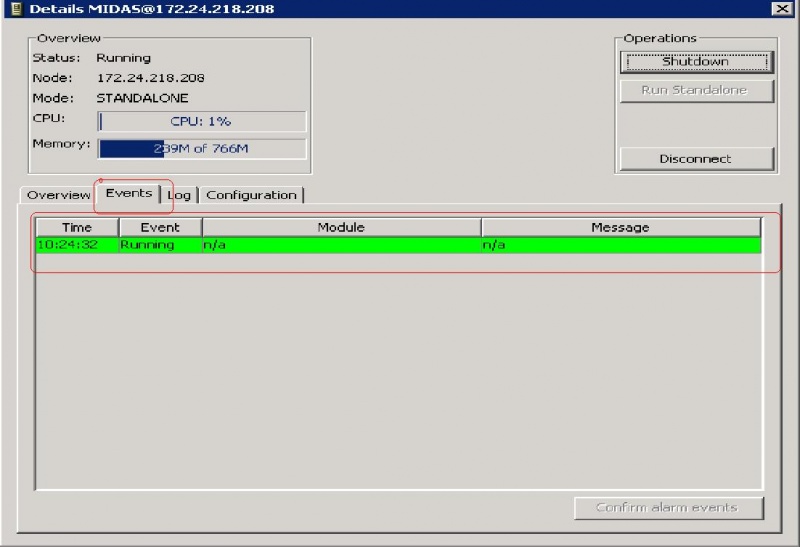 Details MIDAS@172.24.218.208
Overview
Status: Running
Node: 172.24.218.208
Mode: STANDALONE
CPU: CPU: 1%
Memory: 239M of 766M
Operations
Shutdown
Run Standalone
Disconnect
Overview Events Log Configuration
Time Event Module Message
10:24:32 Running n/a n/a
Confirm alarm events